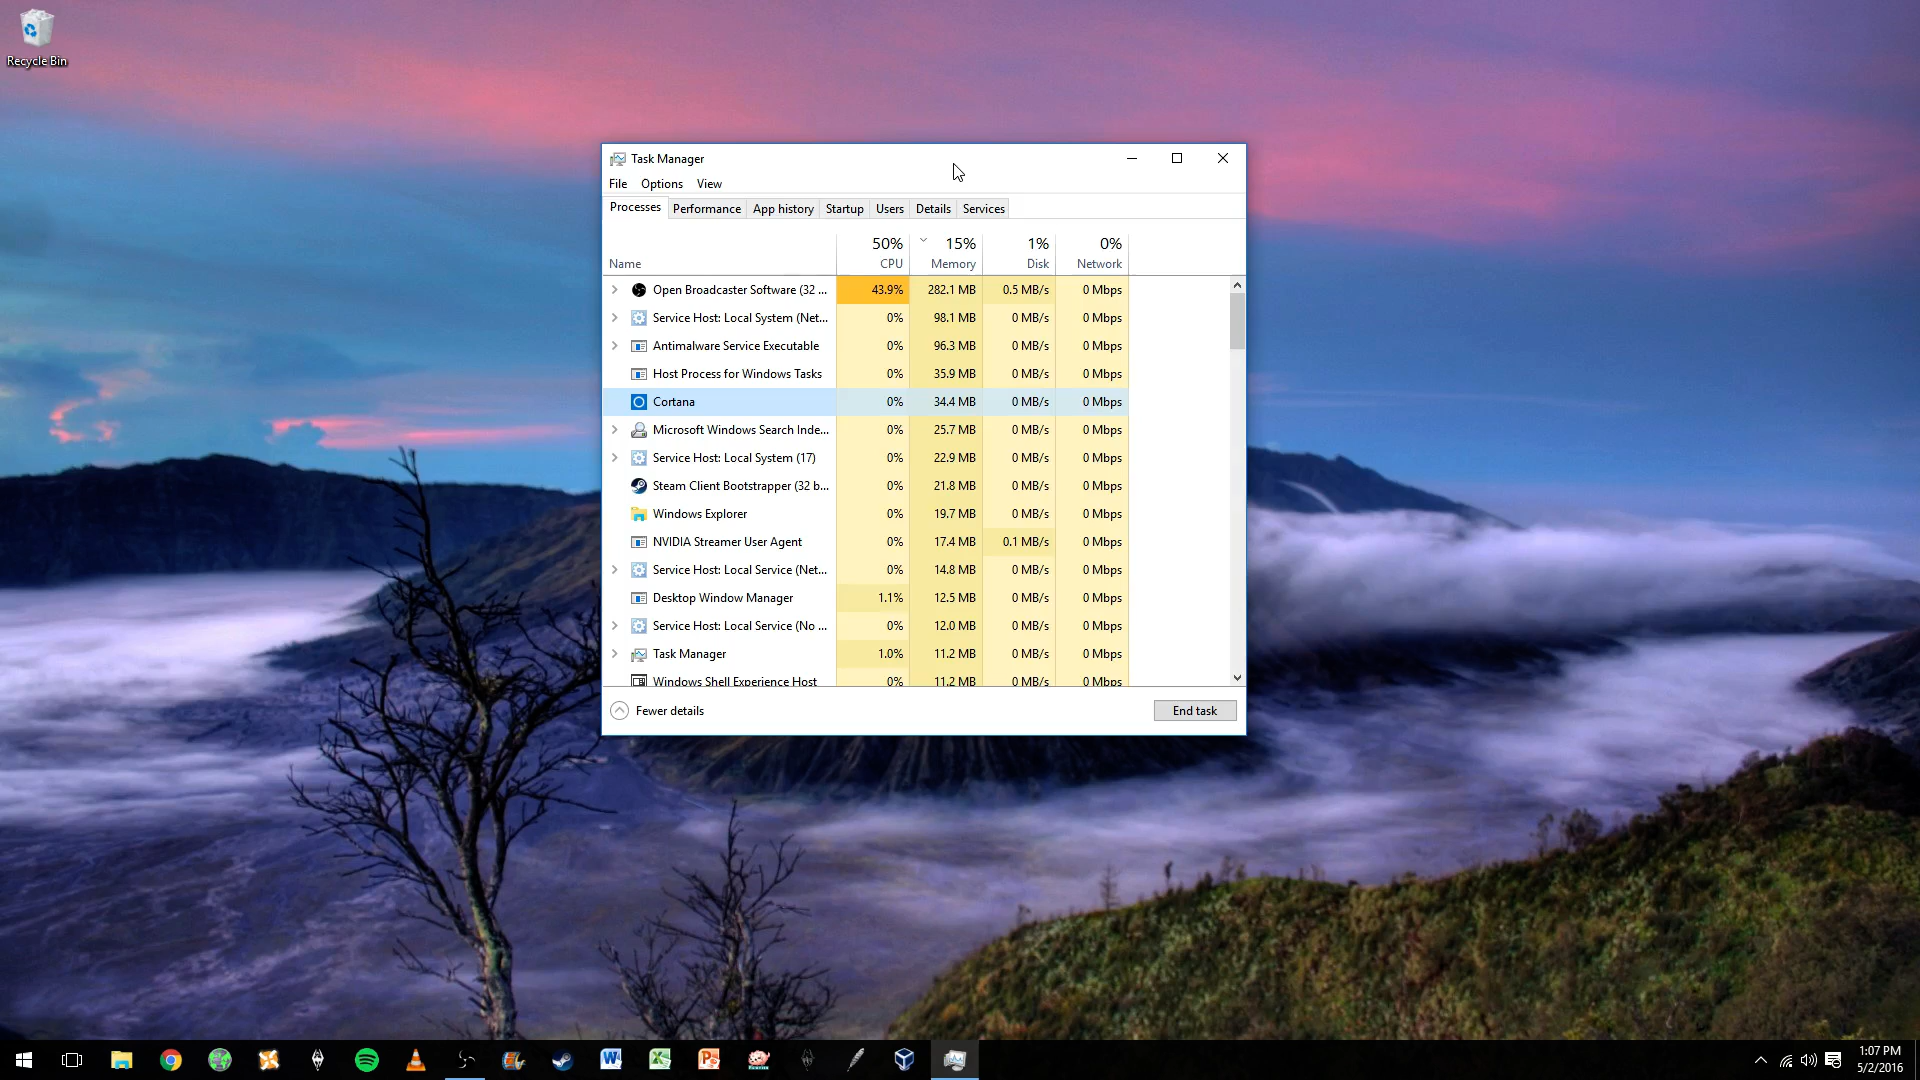 Recycle Bin
Task Manager
File Options View
Processes Performance App history Startup Users Details Services
50% 15% 1% 0%
Name CPU Memory Disk Network
Open Broadcaster Software (32 ... 43.9% 282.1 MB 0.5 MB/s 0 Mbps
Service Host: Local System (Net... 0% 98.1 MB 0 MB/s 0 Mbps
Antimalware Service Executable 0% 96.3 MB 0 MB/s 0 Mbps
Host Process for Windows Tasks 0% 35.9 MB 0 MB/s 0 Mbps
Cortana 0% 34.4 MB 0 MB/s 0 Mbps
Microsoft Windows Search Inde... 0% 25.7 MB 0 MB/s 0 Mbps
Service Host: Local System (17) 0% 22.9 MB 0 MB/s 0 Mbps
Steam Client Bootstrapper (32 b... 0% 21.8 MB 0 MB/s 0 Mbps
Windows Explorer 0% 19.7 MB 0 MB/s 0 Mbps
NVIDIA Streamer User Agent 0% 17.4 MB 0.1 MB/s 0 Mbps
Service Host: Local Service (Net... 0% 14.8 MB 0 MB/s 0 Mbps
Desktop Window Manager 1.1% 12.5 MB 0 MB/s 0 Mbps
Service Host: Local Service (No ... 0% 12.0 MB 0 MB/s 0 Mbps
Task Manager 1.0% 11.2 MB 0 MB/s 0 Mbps
Windows Shell Experience Host 0% 11.2 MB 0 MB/s 0 Mbps
Fewer details End task
1:07 PM
5/2/2016